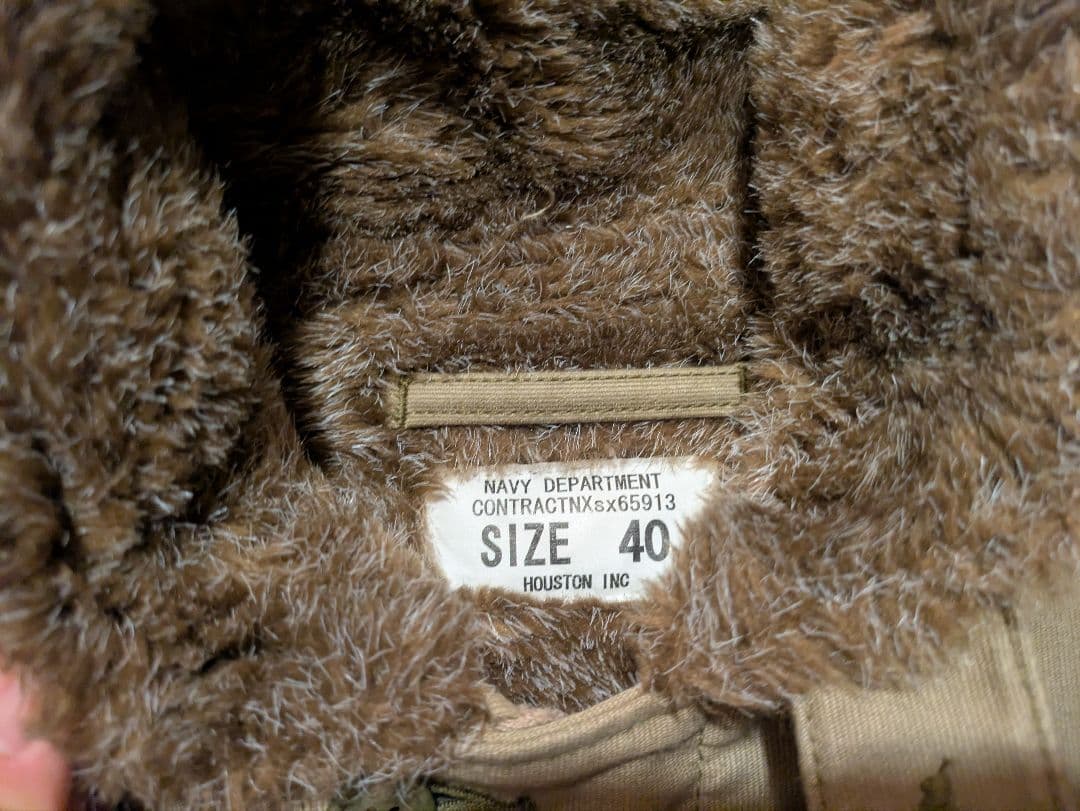 NAVY DEPARTMENT
CONTRACTNXsx65913
SIZE 40
HOUSTON INC